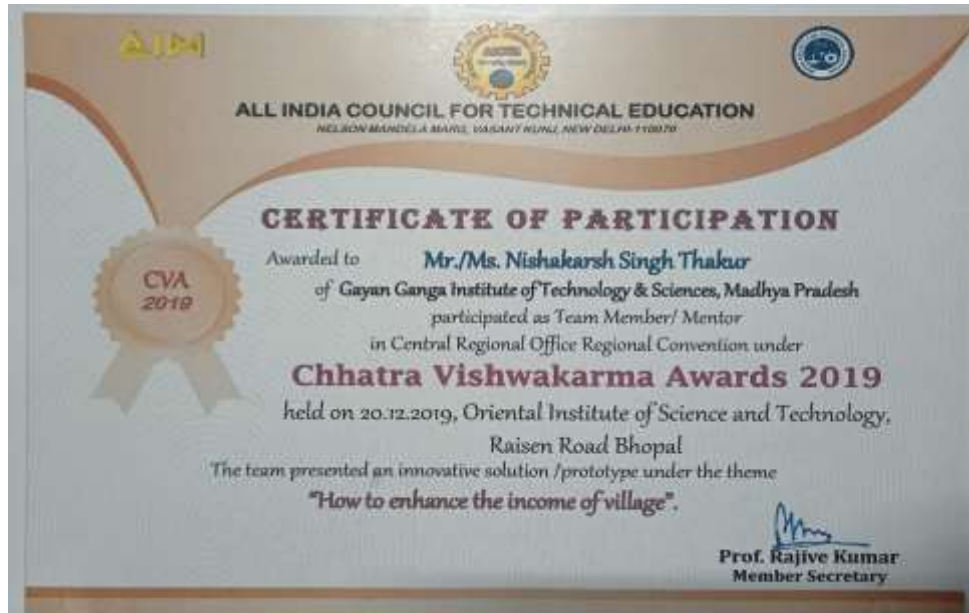 ALL INDIA COUNCIL FOR TECHNICAL EDUCATION
NELSON MANDELA MARG, VASANT KUNJ, NEW DELHI-110070
CERTIFICATE OF PARTICIPATION
Awarded to Mr./Ms. Nishakarsh Singh Thakur
of Gayan Ganga Institute of Technology & Sciences, Madhya Pradesh
participated as Team Member/ Mentor
in Central Regional Office Regional Convention under
CVA
2019
Chhatra Vishwakarma Awards 2019
held on 20.12.2019, Oriental Institute of Science and Technology,
Raisen Road Bhopal
The team presented an innovative solution /prototype under the theme
"How to enhance the income of village".
Prof. Rajive Kumar
Member Secretary